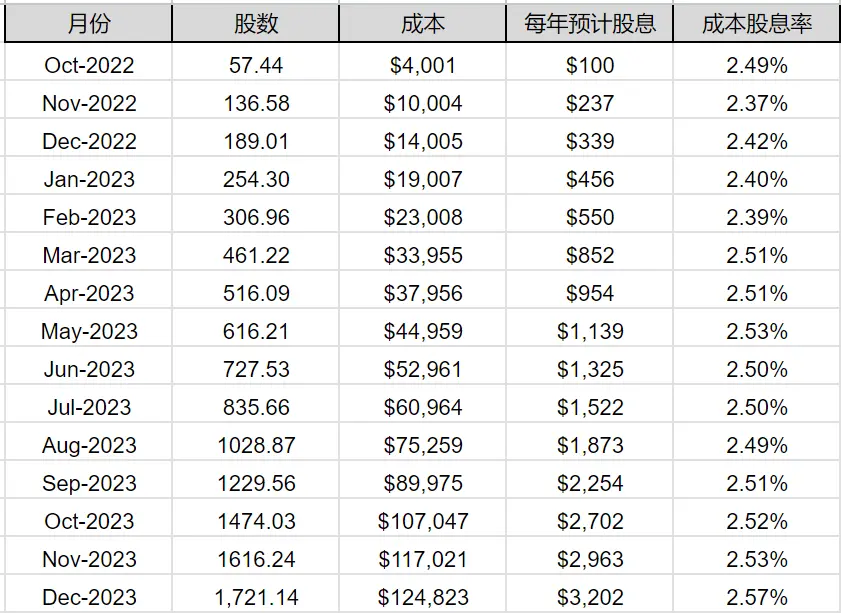 月份 股数 成本 每年预计股息 成本股息率
Oct-2022 57.44 $4,001 $100 2.49%
Nov-2022 136.58 $10,004 $237 2.37%
Dec-2022 189.01 $14,005 $339 2.42%
Jan-2023 254.30 $19,007 $456 2.40%
Feb-2023 306.96 $23,008 $550 2.39%
Mar-2023 461.22 $33,955 $852 2.51%
Apr-2023 516.09 $37,956 $954 2.51%
May-2023 616.21 $44,959 $1,139 2.53%
Jun-2023 727.53 $52,961 $1,325 2.50%
Jul-2023 835.66 $60,964 $1,522 2.50%
Aug-2023 1028.87 $75,259 $1,873 2.49%
Sep-2023 1229.56 $89,975 $2,254 2.51%
Oct-2023 1474.03 $107,047 $2,702 2.52%
Nov-2023 1616.24 $117,021 $2,963 2.53%
Dec-2023 1,721.14 $124,823 $3,202 2.57%